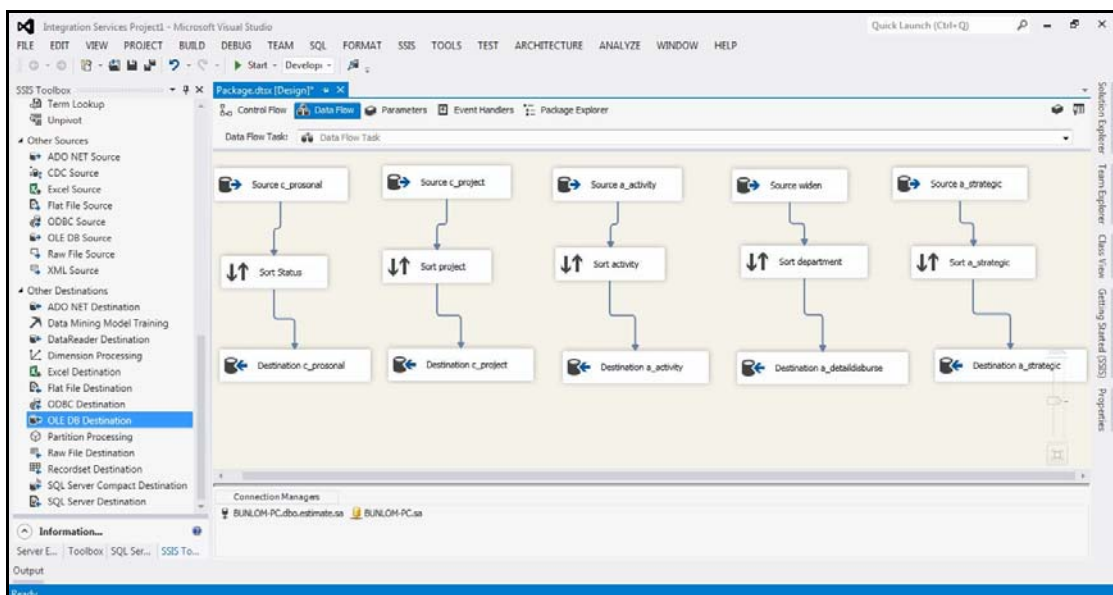 Integration Services Project1 - Microsoft Visual Studio
Quick Launch (Ctrl+Q)
FILE EDIT VIEW PROJECT BUILD DEBUG TEAM SQL FORMAT SSIS TOOLS TEST ARCHITECTURE ANALYZE WINDOW HELP
Start - Develop -
SSIS Toolbox
Term Lookup
Unpivot
Other Sources
ADO NET Source
CDC Source
Excel Source
Flat File Source
ODBC Source
OLE DB Source
Raw File Source
XML Source
Other Destinations
ADO NET Destination
Data Mining Model Training
DataReader Destination
Dimension Processing
Excel Destination
Flat File Destination
ODBC Destination
OLE DB Destination
Partition Processing
Raw File Destination
Recordset Destination
SQL Server Compact Destination
SQL Server Destination
Information...
Server E... Toolbox SQL Ser... SSIS To...
Package.dtsx [Design]*
Control Flow Data Flow Parameters Event Handlers Package Explorer
Data Flow Task: Data Flow Task
Source c_prosonal Source c_project Source a_activity Source widen Source a_strategic
Sort Status Sort project Sort activity Sort department Sort a_strategic
Destination c_prosonal Destination c_project Destination a_activity Destination a_detaildisburse Destination a_strategic
Connection Managers
BUNLOM-PC.dbo.estimate.sa BUNLOM-PC.sa
Solution Explorer
Team Explorer
Class View
Getting Started (SSIS)
Properties
Output
Ready